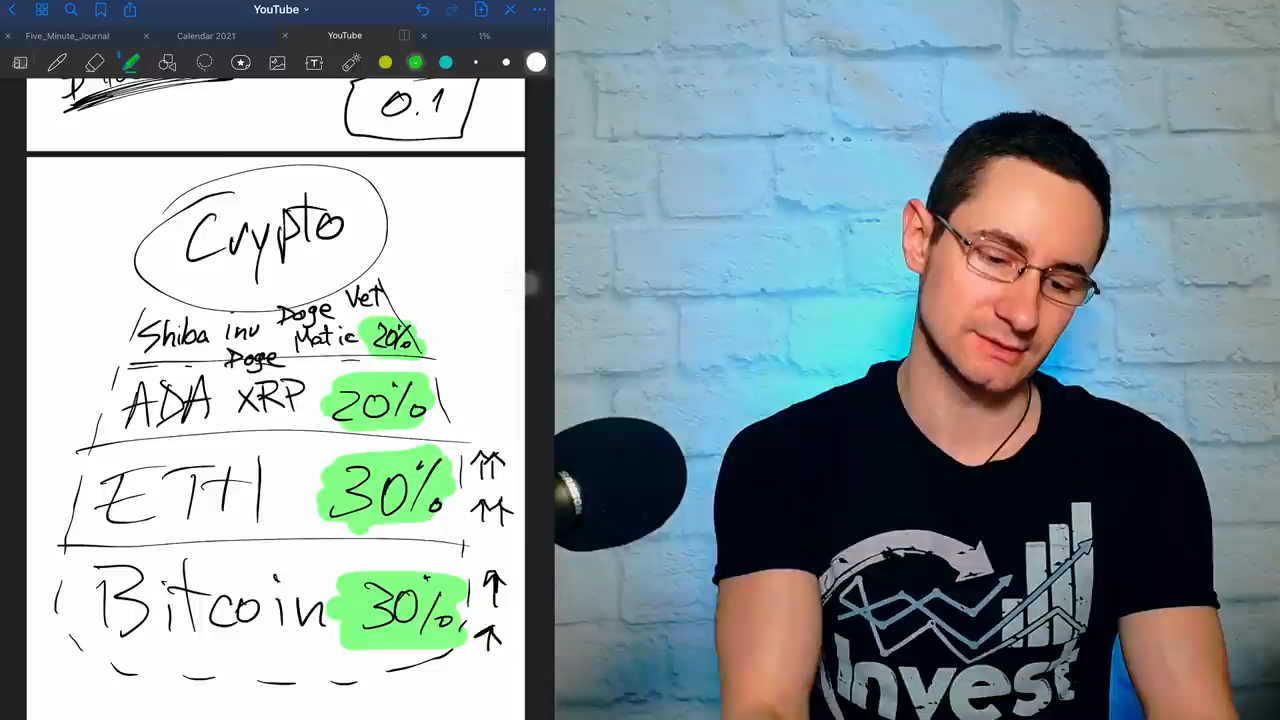 YouTube
Five_Minute_Journal
Calendar 2021
YouTube
1%
T
0.1
Crypto
Vet
Doge
Shiba inu Matic 20%
Doge
ADA XRP 20%
ETH 30%
Bitcoin 30%
Invest